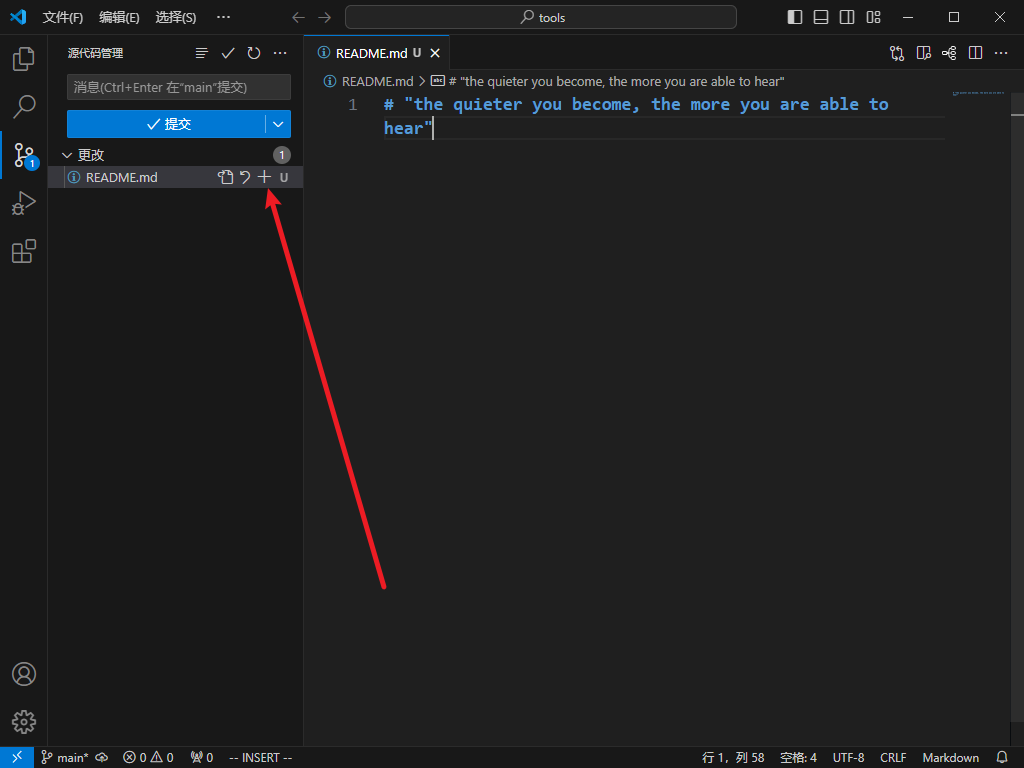 文件(F) 编辑(E) 选择(S) ··· tools
源代码管理
消息(Ctrl+Enter 在“main”提交)
提交
更改 1
README.md U
1
README.md U
README.md > # "the quieter you become, the more you are able to hear"
1 # "the quieter you become, the more you are able to
hear"
main* 0 0 0 -- INSERT -- 行 1，列 58 空格: 4 UTF-8 CRLF Markdown